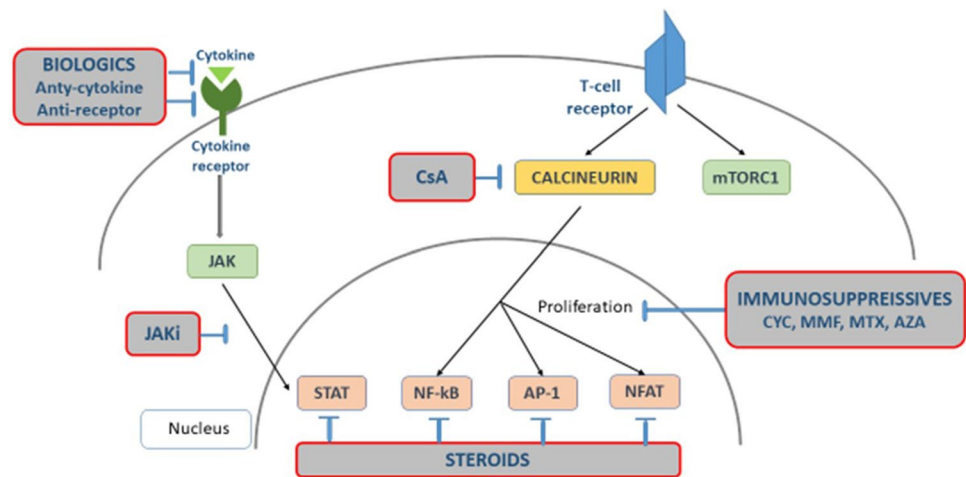 BIOLOGICS
Anty-cytokine
Anti-receptor
Cytokine
Cytokine
receptor
T-cell
receptor
CsA
CALCINEURIN
mTORC1
JAK
JAKi
Proliferation
IMMUNOSUPPREISSIVES
CYC, MMF, MTX, AZA
STAT
NF-kB
AP-1
NFAT
Nucleus
STEROIDS